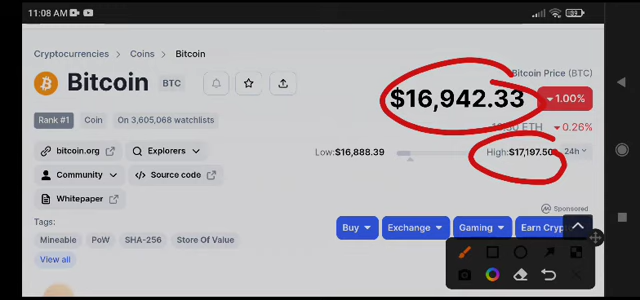 11:08 AM
Cryptocurrencies > Coins > Bitcoin
Bitcoin BTC
Bitcoin Price (BTC)
$16,942.33 1.00%
Rank #1 Coin On 3,605,068 watchlists
ETH 0.26%
bitcoin.org Explorers
Low:$16,888.39 High:$17,197.50 24h
Community Source code
Whitepaper
Sponsored
Tags:
Buy Exchange Gaming Earn
Mineable PoW SHA-256 Store Of Value
View all